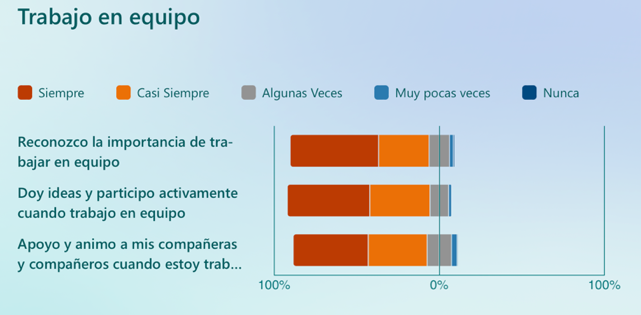 Trabajo en equipo
Siempre
Casi Siempre
Algunas Veces
Muy pocas veces
Nunca
Reconozco la importancia de tra-
bajar en equipo
Doy ideas y participo activamente
cuando trabajo en equipo
Apoyo y animo a mis compañeras
y compañeros cuando estoy trab...
100%
0%
100%